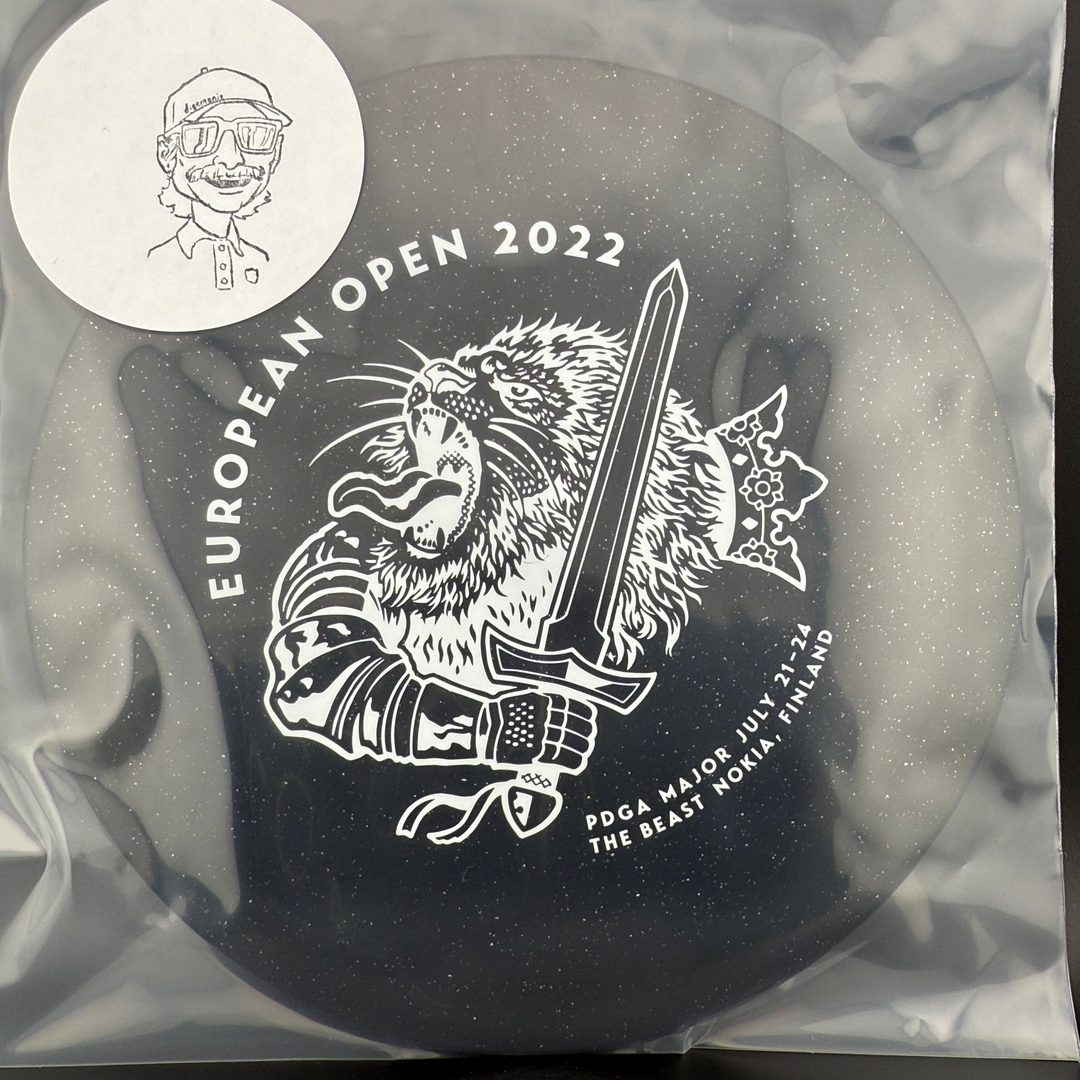 discmania
EUROPEAN OPEN 2022
PDGA MAJOR JULY 21-24
THE BEAST NOKIA, FINLAND